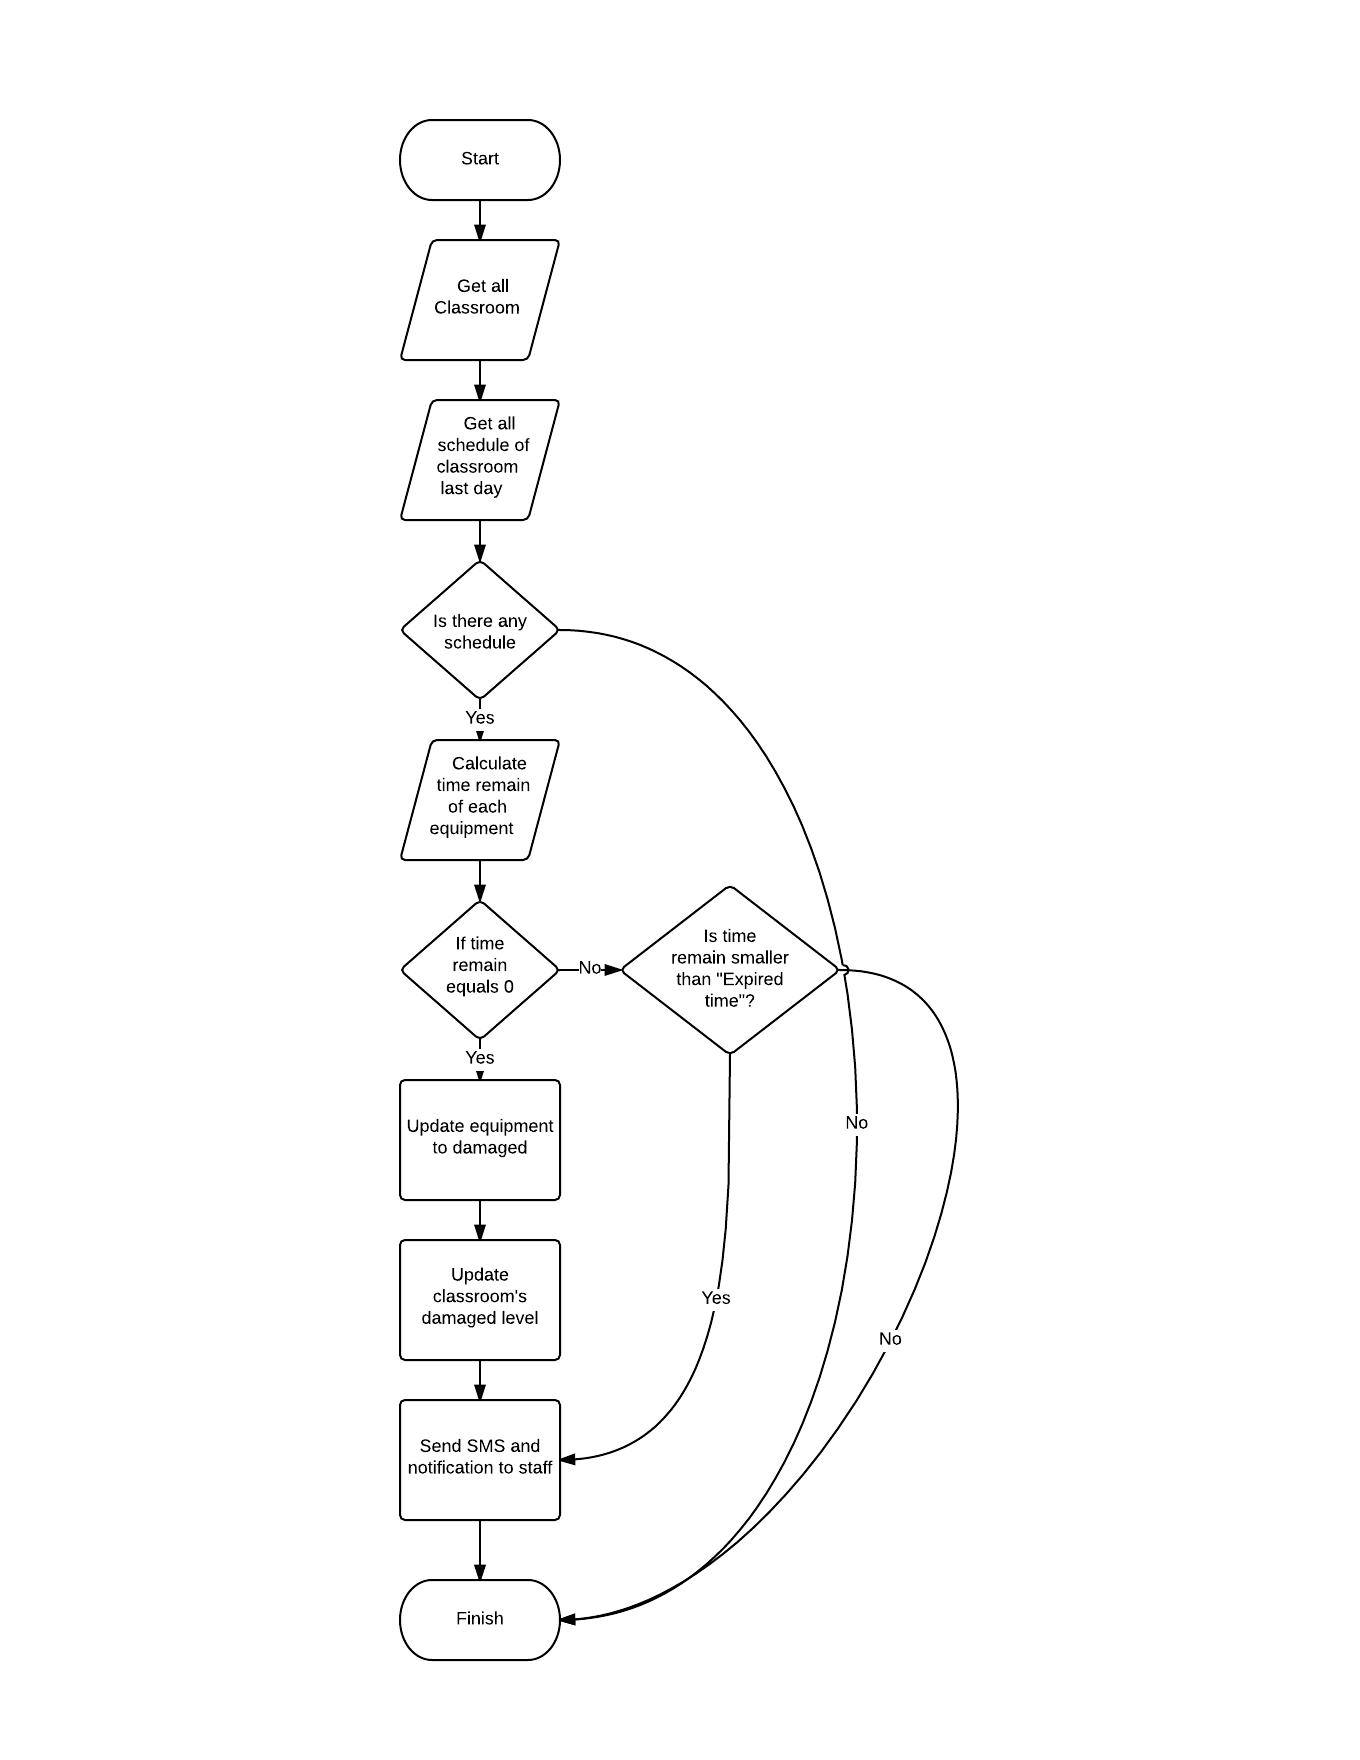 Start
Get all
Classroom
Get all
schedule of
classroom
last day
Is there any
schedule
Yes
Calculate
time remain
of each
equipment
If time
remain
equals 0
No
Is time
remain smaller
than "Expired
time"?
Yes
Update equipment
to damaged
No
Update
classroom's
damaged level
Yes
No
Send SMS and
notification to staff
Finish